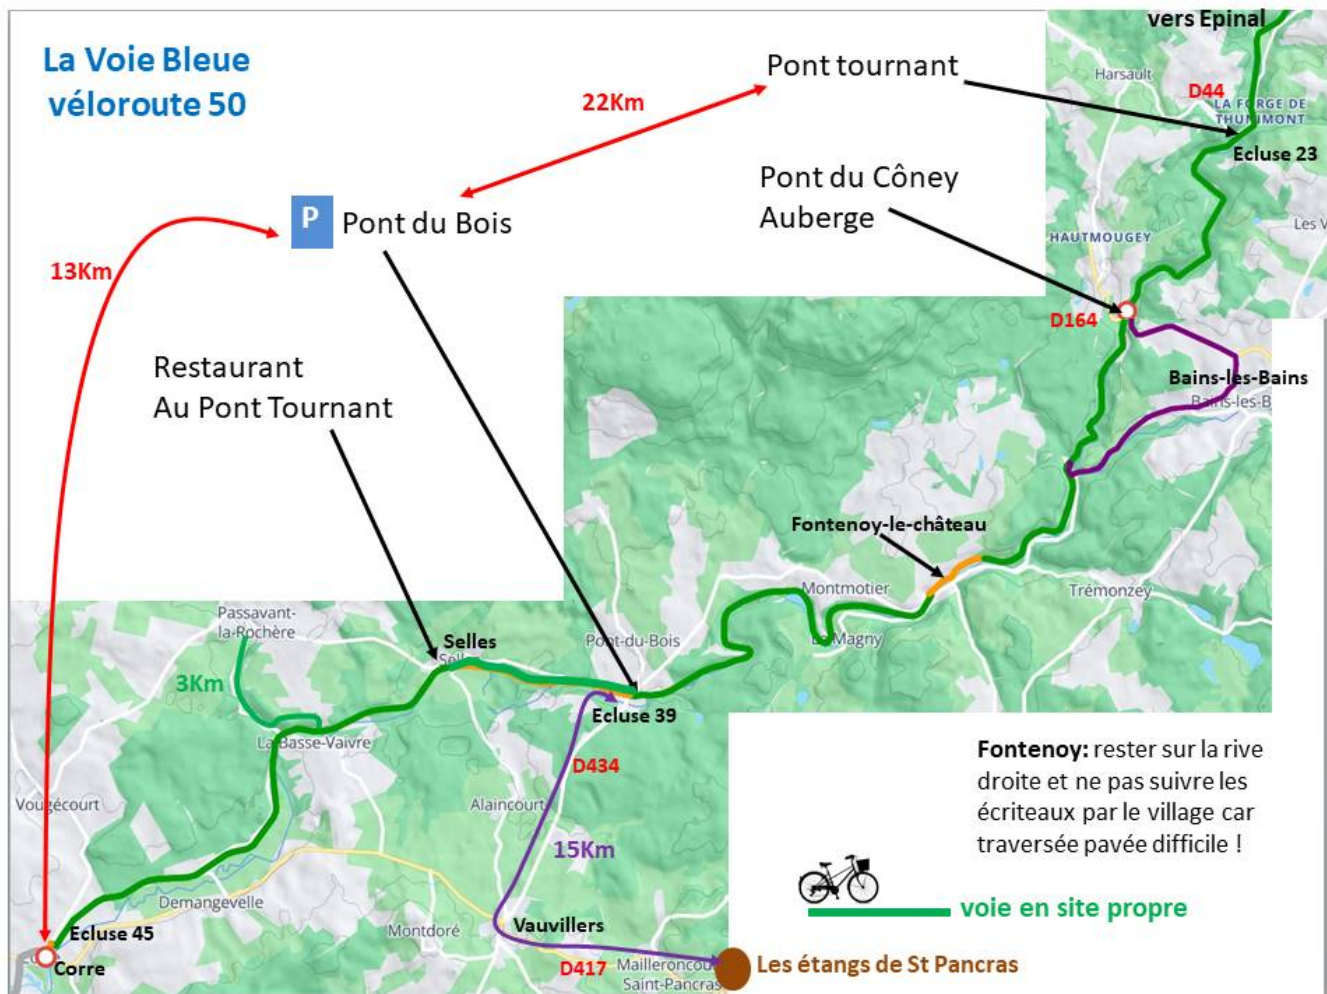 La Voie Bleue
véloroute 50
vers Epinal
Pont tournant
Harsault
D44
LA FORGE DE
THUNIMONT
22Km
Ecluse 23
Pont du Côney
Auberge
P
Pont du Bois
HAUTMOUGEY
Les V
13Km
D164
Restaurant
Au Pont Tournant
Bains-les-Bains
Bains-les-B
Fontenoy-le-château
Montmotier
Trémonzey
Passavant-
la-Rochère
Selles
Pont-du-Bois
Le Magny
3Km
Ecluse 39
La Basse-Vaivre
D434
Fontenoy: rester sur la rive
droite et ne pas suivre les
écriteaux par le village car
traversée pavée difficile !
Vougécourt
Alaincourt
15Km
Demangevelle
voie en site propre
Ecluse 45
Montdoré
Vauvillers
Corre
D417
Mailleroncou
Saint-Pancras
Les étangs de St Pancras